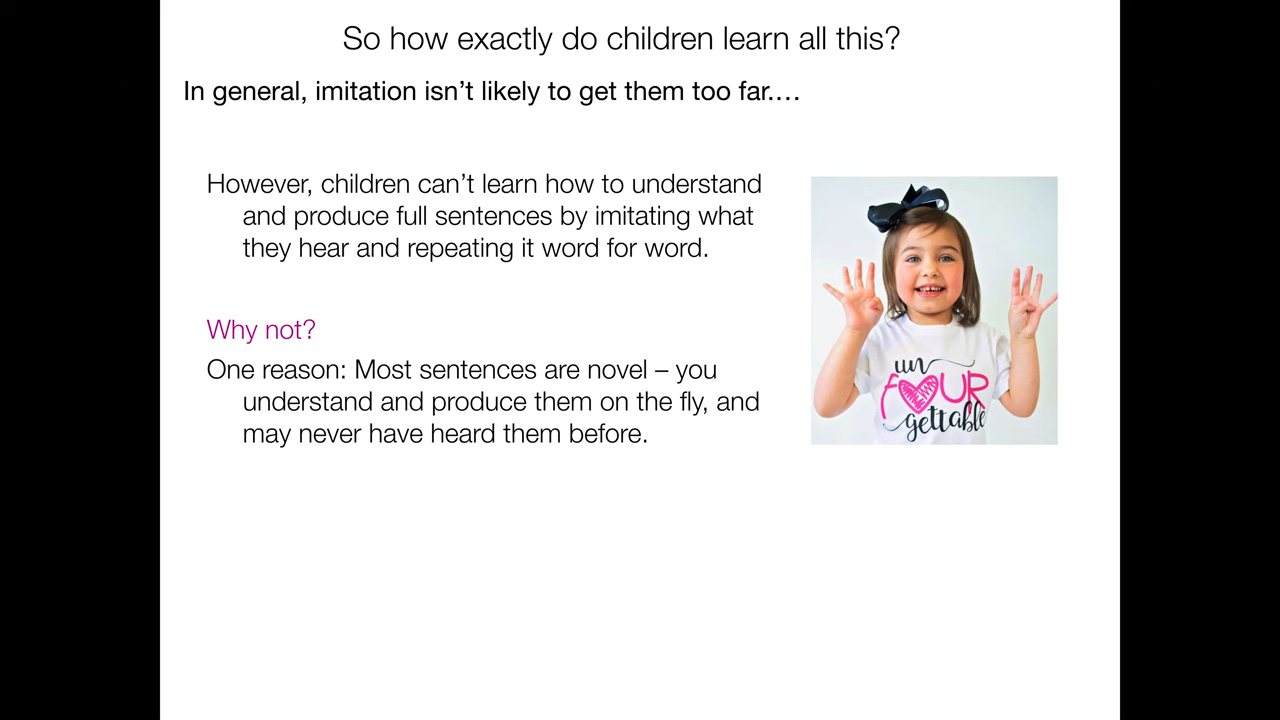 So how exactly do children learn all this?
In general, imitation isn’t likely to get them too far.…
However, children can’t learn how to understand
and produce full sentences by imitating what
they hear and repeating it word for word.
Why not?
One reason: Most sentences are novel – you
understand and produce them on the fly, and
may never have heard them before.
un
FOUR
gettable